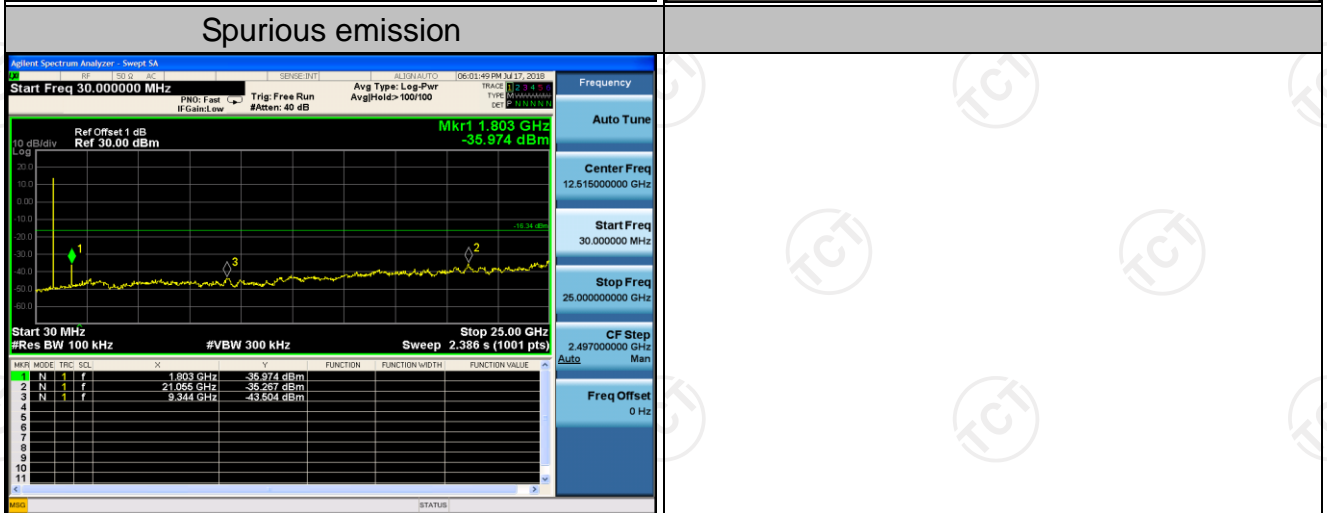 Spurious emission
Agilent Spectrum Analyzer - Swept SA
RF 50 Ω AC SENSE:INT ALIGN AUTO 06:01:49 PM Jul 17, 2018
Start Freq 30.000000 MHz
PNO: Fast
IFGain:Low
Trig: Free Run
#Atten: 40 dB
Avg Type: Log-Pwr
Avg|Hold:>100/100
TRACE 1 2 3 4 5 6
TYPE M
DET P N N N N N
Ref Offset 1 dB
10 dB/div Ref 30.00 dBm
Log
Mkr1 1.803 GHz
-35.974 dBm
20.0
10.0
0.00
-10.0
-20.0
-30.0
-40.0
-50.0
-60.0
-16.34 dBm
1
2
3
Start 30 MHz Stop 25.00 GHz
#Res BW 100 kHz #VBW 300 kHz Sweep 2.386 s (1001 pts)
MKR MODE TRC SCL X Y FUNCTION FUNCTION WIDTH FUNCTION VALUE
1 N 1 f 1.803 GHz -35.974 dBm
2 N 1 f 21.055 GHz -35.267 dBm
3 N 1 f 9.344 GHz -43.504 dBm
4
5
6
7
8
9
10
11
MSG STATUS
Frequency
Auto Tune
Center Freq
12.515000000 GHz
Start Freq
30.000000 MHz
Stop Freq
25.000000000 GHz
CF Step
2.497000000 GHz
Auto Man
Freq Offset
0 Hz
TCT
TCT
TCT
TCT
TCT
TCT